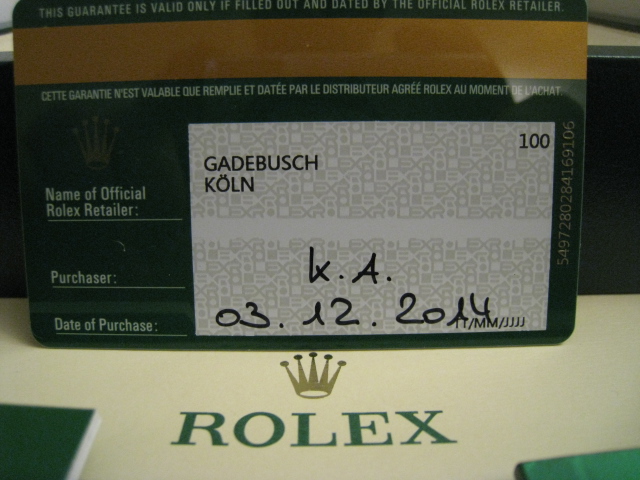 THIS GUARANTEE IS VALID ONLY IF FILLED OUT AND DATED BY THE OFFICIAL ROLEX RETAILER.
CETTE GARANTIE N'EST VALABLE QUE REMPLIE ET DATÉE PAR LE DISTRIBUTEUR AGRÉÉ ROLEX AU MOMENT DE L'ACHAT.
100
GADEBUSCH
KÖLN
Name of Official
Rolex Retailer:
5497280284169106
Purchaser:
K. A.
Date of Purchase:
03. 12. 2014
TT/MM/JJJJ
ROLEX